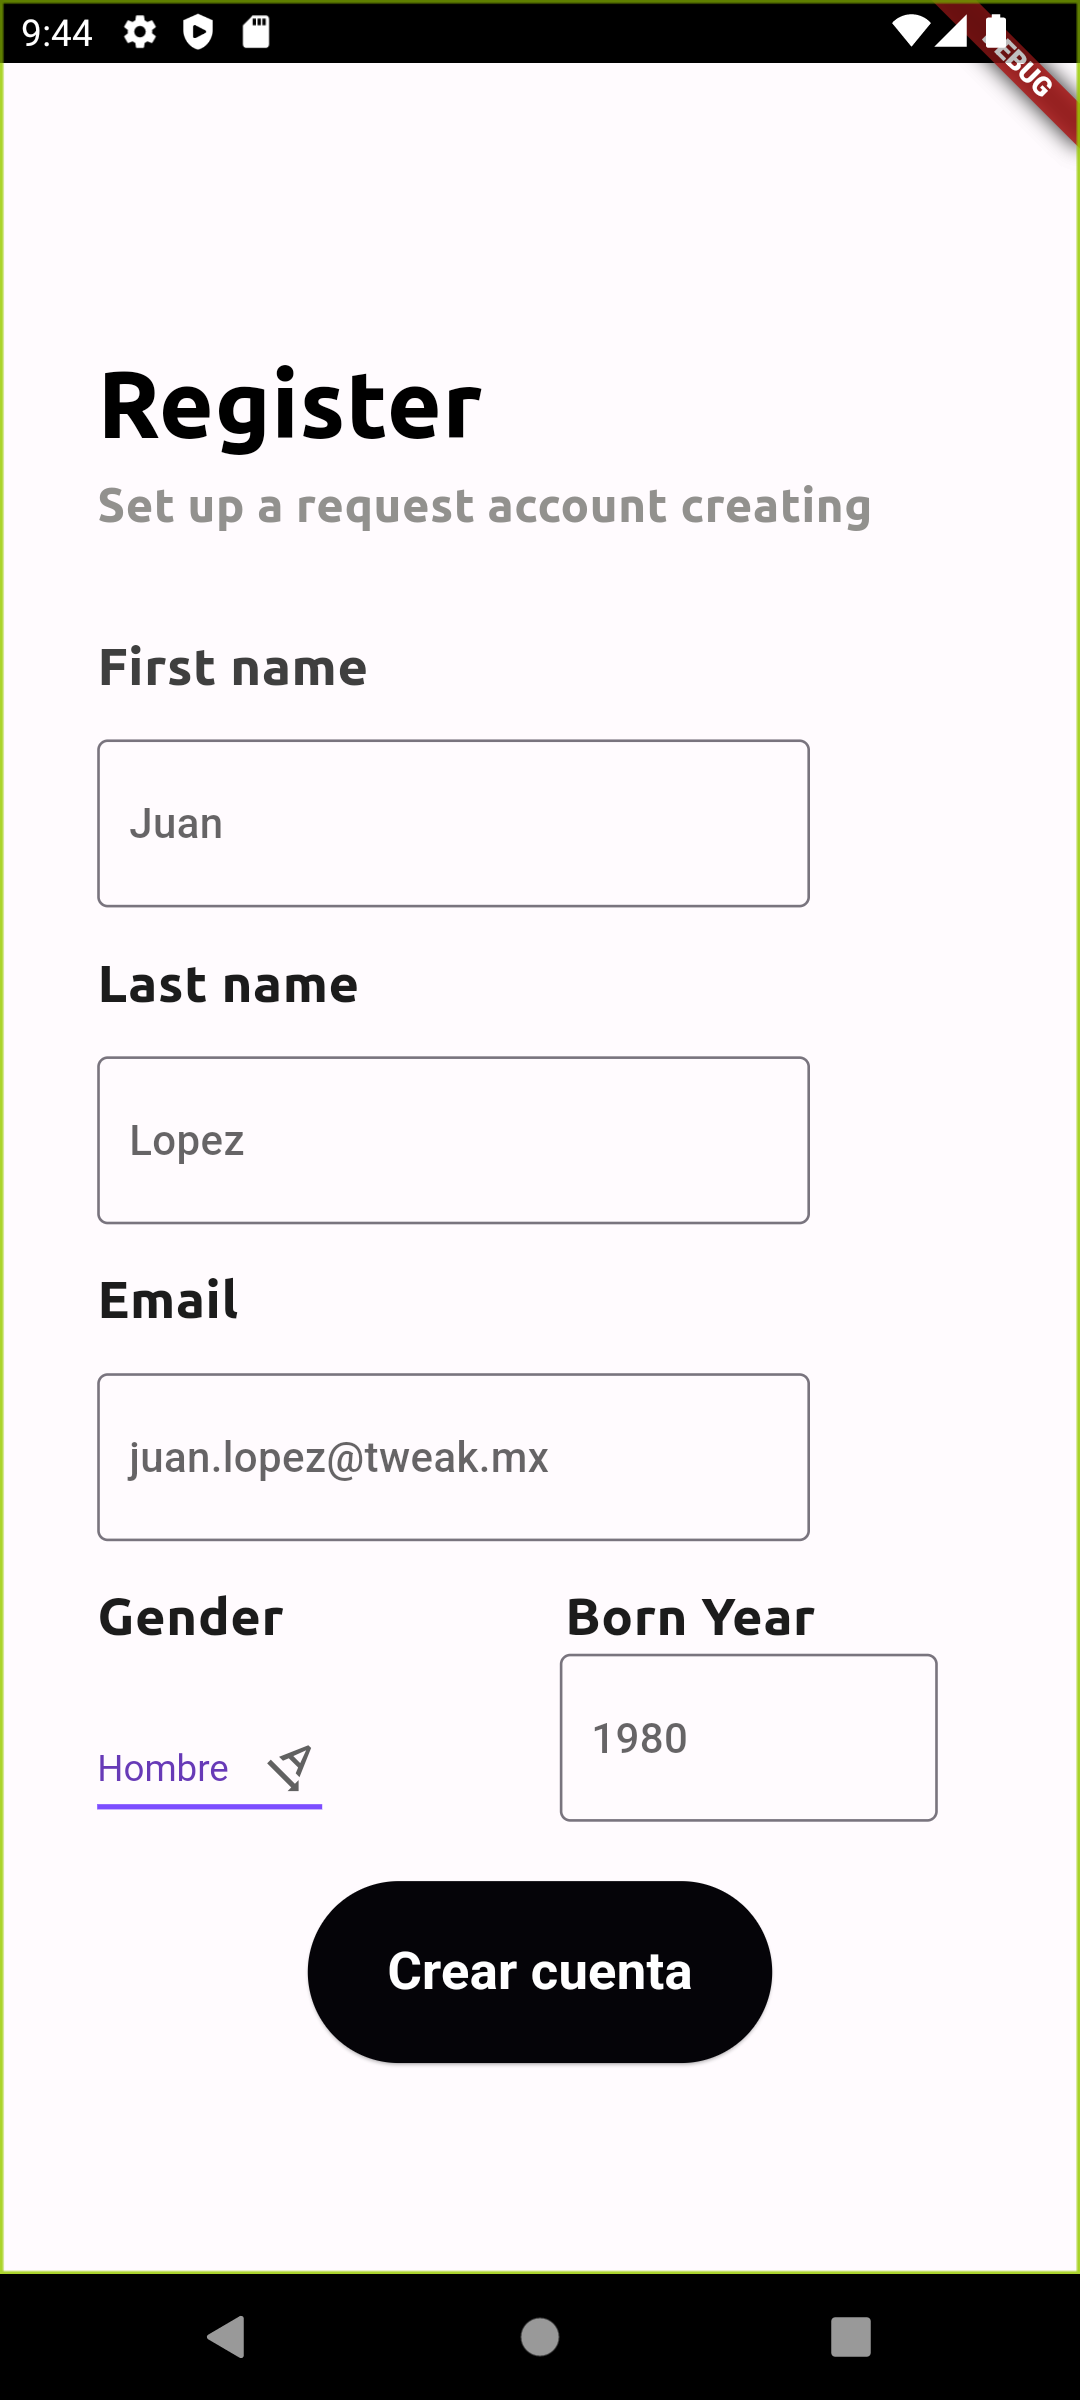 9:44
DEBUG
Register
Set up a request account creating
First name
Juan
Last name
Lopez
Email
juan.lopez@tweak.mx
Gender
Born Year
Hombre
1980
Crear cuenta